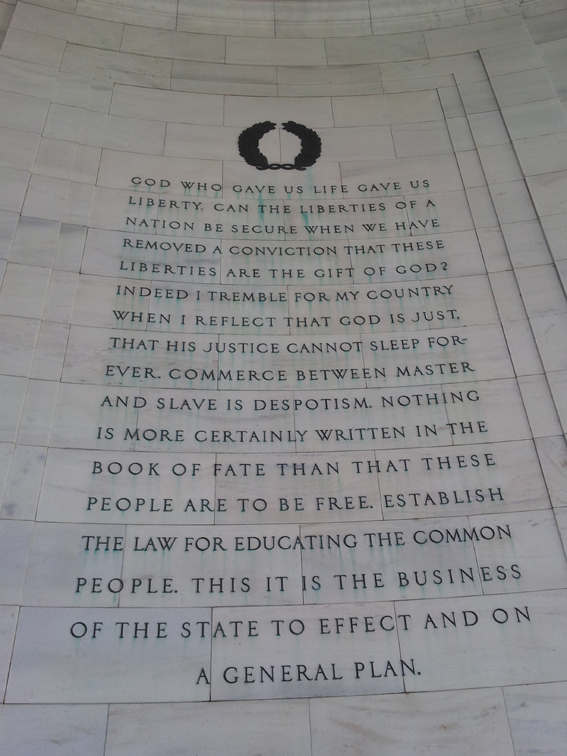 GOD WHO GAVE US LIFE GAVE US
LIBERTY. CAN THE LIBERTIES OF A
NATION BE SECURE WHEN WE HAVE
REMOVED A CONVICTION THAT THESE
LIBERTIES ARE THE GIFT OF GOD?
INDEED I TREMBLE FOR MY COUNTRY
WHEN I REFLECT THAT GOD IS JUST,
THAT HIS JUSTICE CANNOT SLEEP FOR-
EVER. COMMERCE BETWEEN MASTER
AND SLAVE IS DESPOTISM. NOTHING
IS MORE CERTAINLY WRITTEN IN THE
BOOK OF FATE THAN THAT THESE
PEOPLE ARE TO BE FREE. ESTABLISH
THE LAW FOR EDUCATING THE COMMON
PEOPLE. THIS IT IS THE BUSINESS
OF THE STATE TO EFFECT AND ON
A GENERAL PLAN.